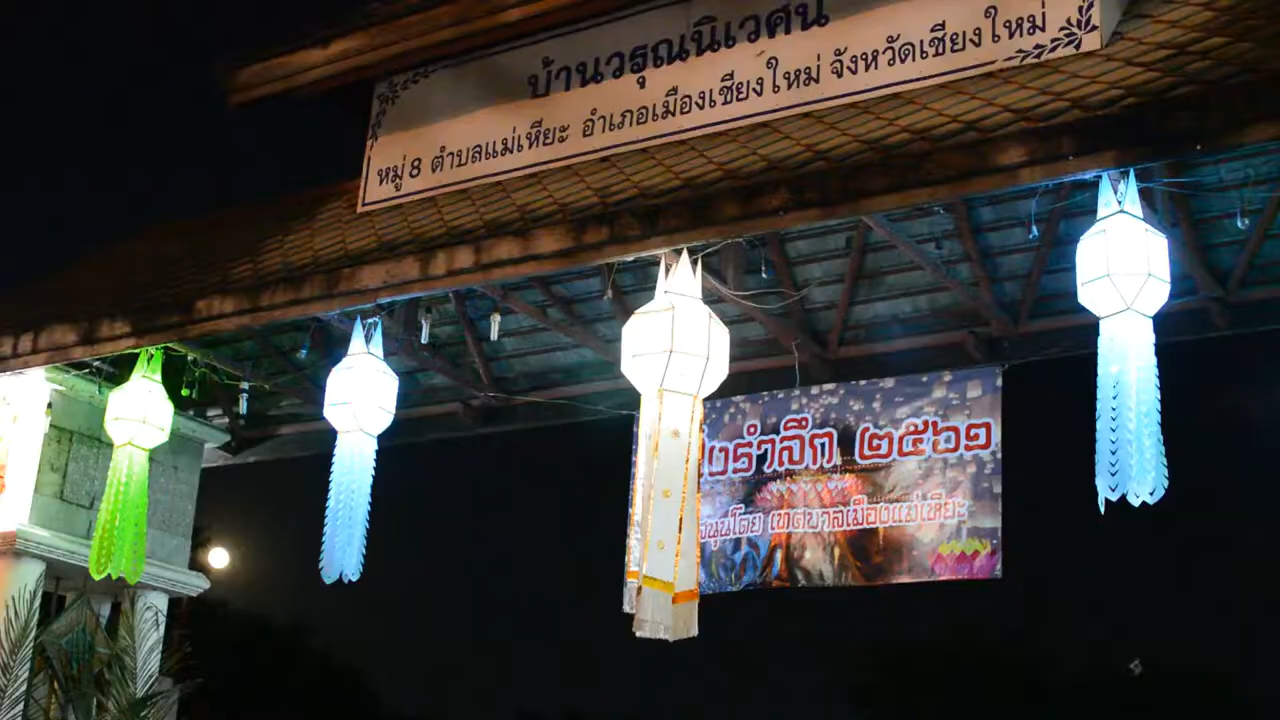 บ้านวรุณนิเวศน์
หมู่ 8 ตำบลแม่เหียะ อำเภอเมืองเชียงใหม่ จังหวัดเชียงใหม่
๒๕๖๑
เทศบาลเมืองแม่เหียะ